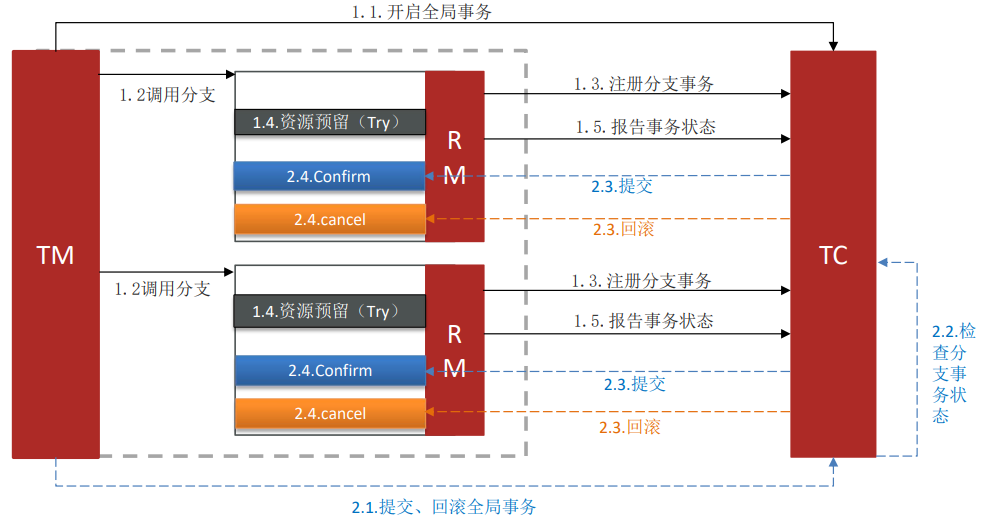 1.1.开启全局事务
TM
1.2调用分支
1.4.资源预留（Try）
2.4.Confirm
2.4.cancel
R
M
1.3.注册分支事务
1.5.报告事务状态
2.3.提交
2.3.回滚
1.2调用分支
1.4.资源预留（Try）
2.4.Confirm
2.4.cancel
R
M
1.3.注册分支事务
1.5.报告事务状态
2.3.提交
2.3.回滚
TC
2.2.检
查分
支事
务状
态
2.1.提交、回滚全局事务